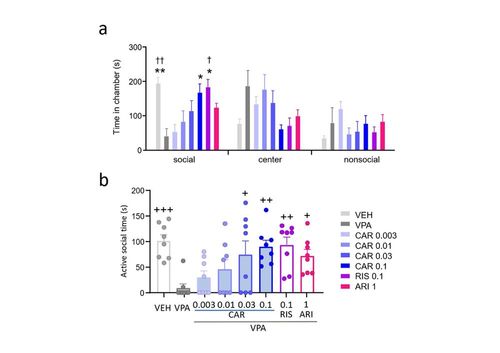 a
300
200
100
0
Time in chamber (s)
††
**
*
†
*
social
center
nonsocial
b
200
150
100
50
0
Active social time (s)
+++
+
++
++
+
VEH
VPA
0.003 0.01 0.03 0.1
CAR
0.1
RIS
1
ARI
VPA
VEH
VPA
CAR 0.003
CAR 0.01
CAR 0.03
CAR 0.1
RIS 0.1
ARI 1